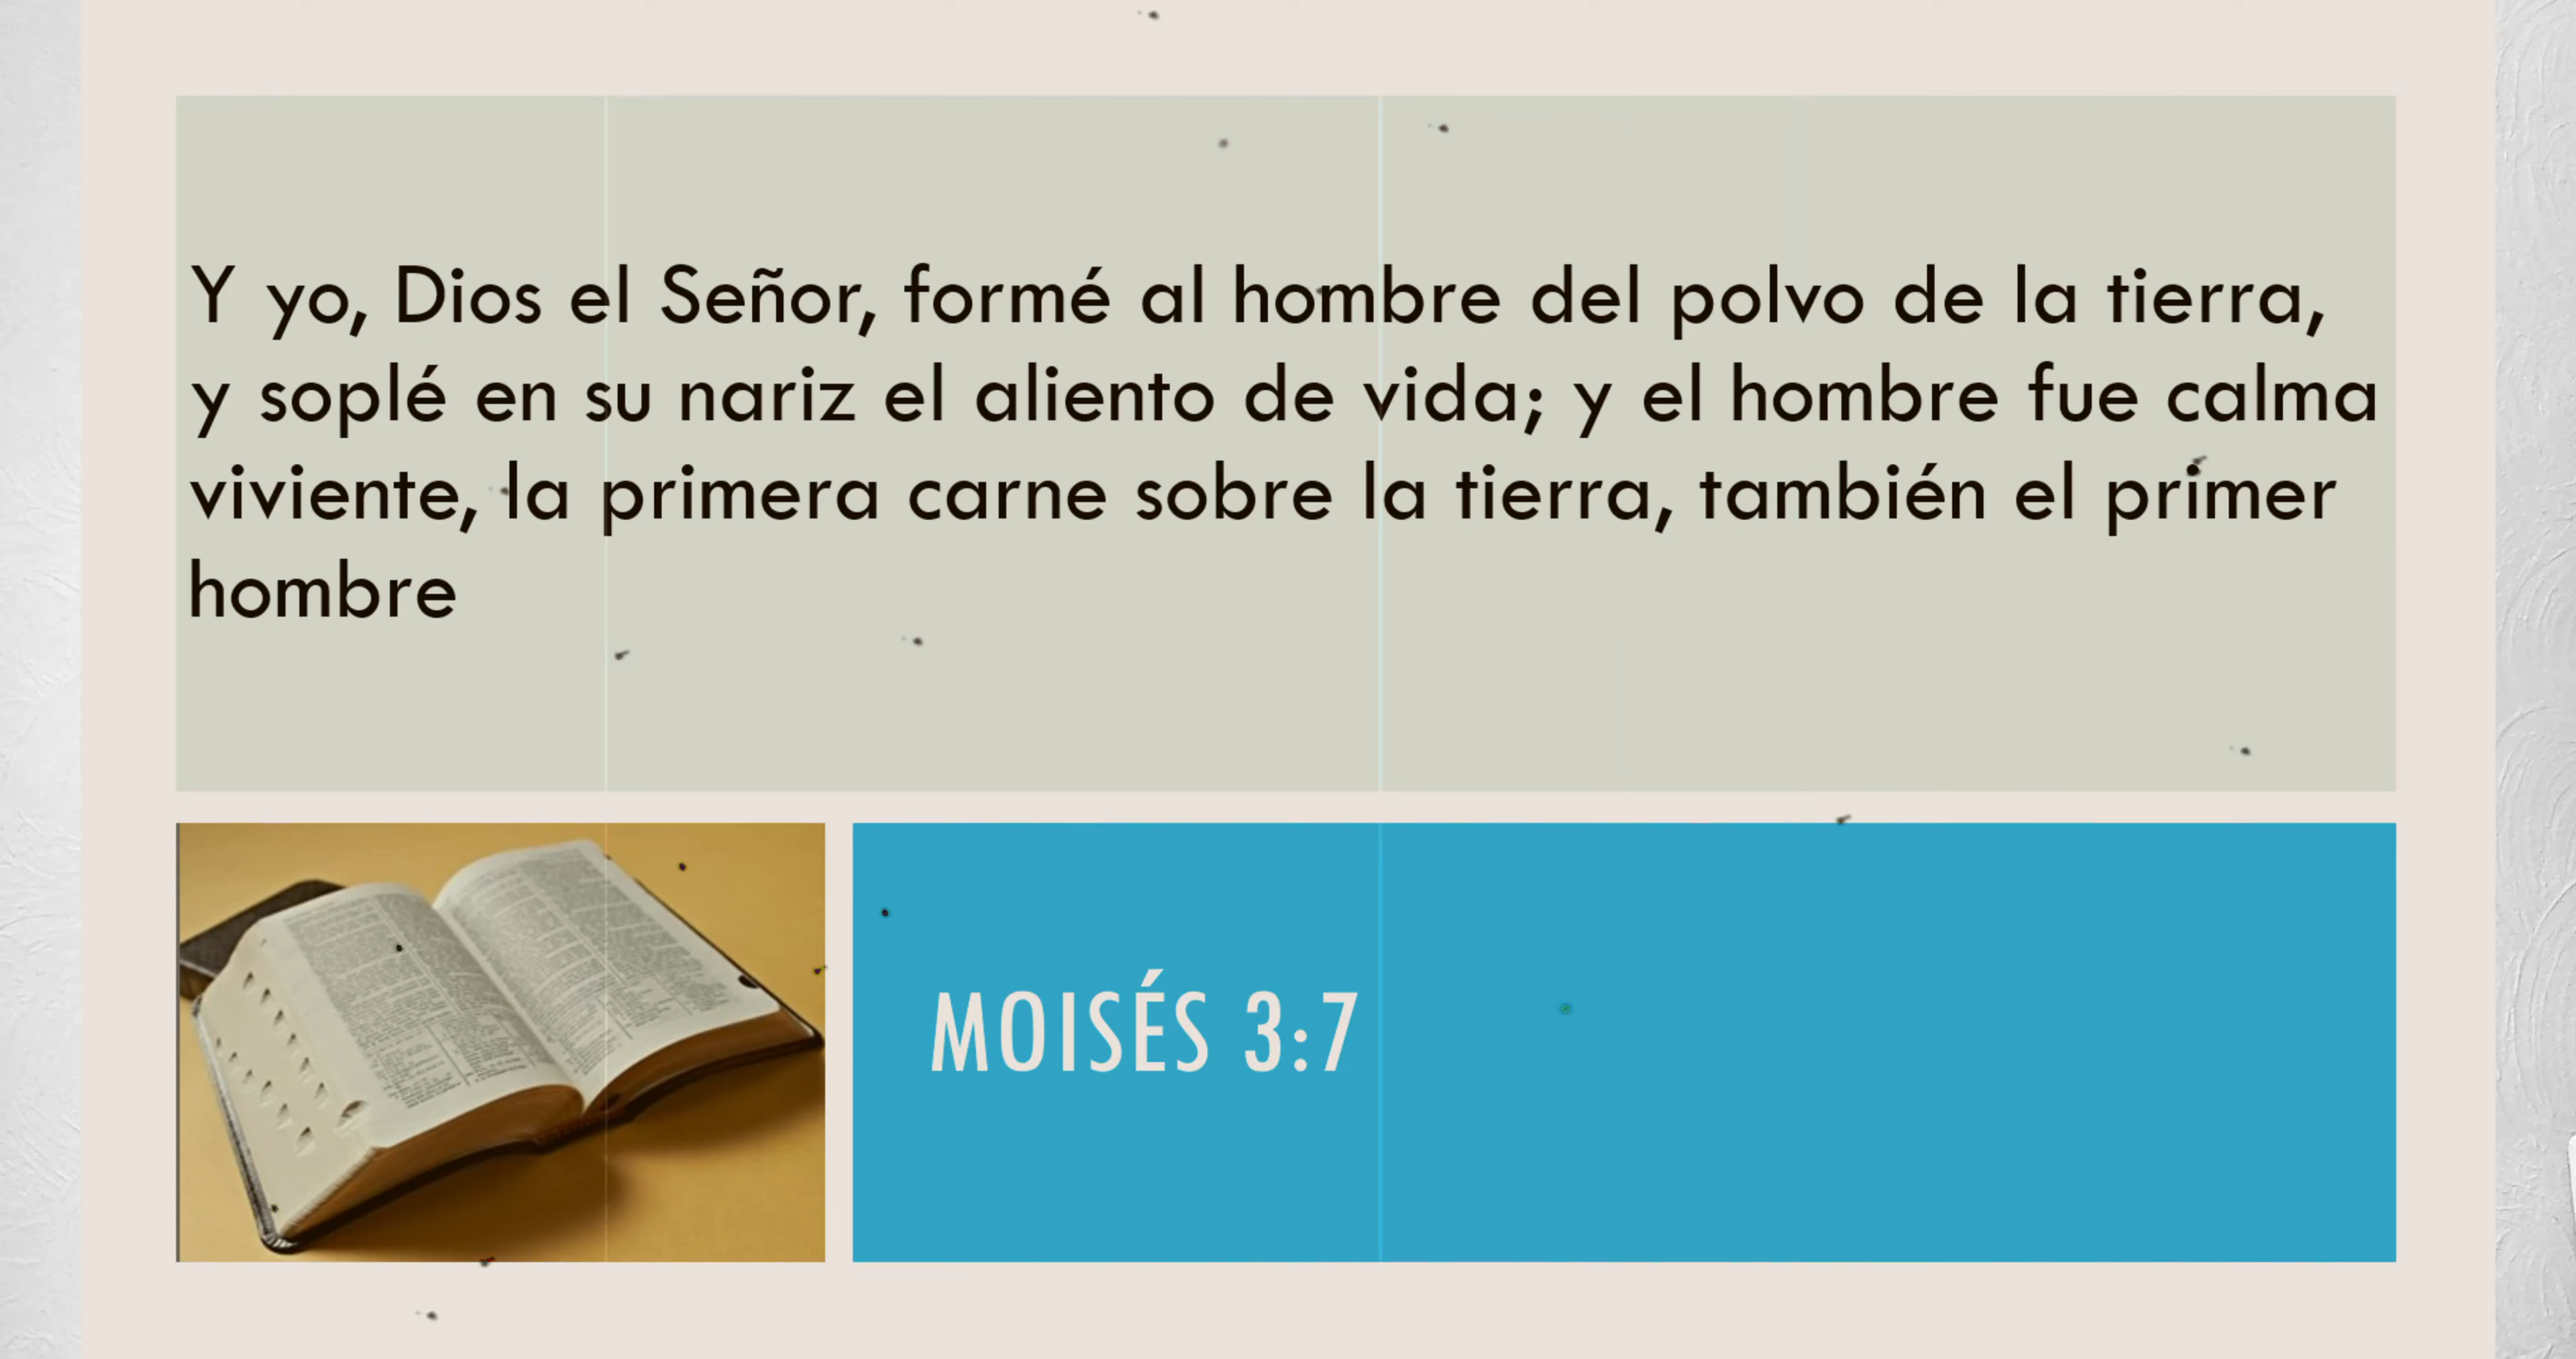 Y yo, Dios el Señor, formé al hombre del polvo de la tierra,
y soplé en su nariz el aliento de vida; y el hombre fue calma
viviente, la primera carne sobre la tierra, también el primer
hombre
MOISÉS 3:7